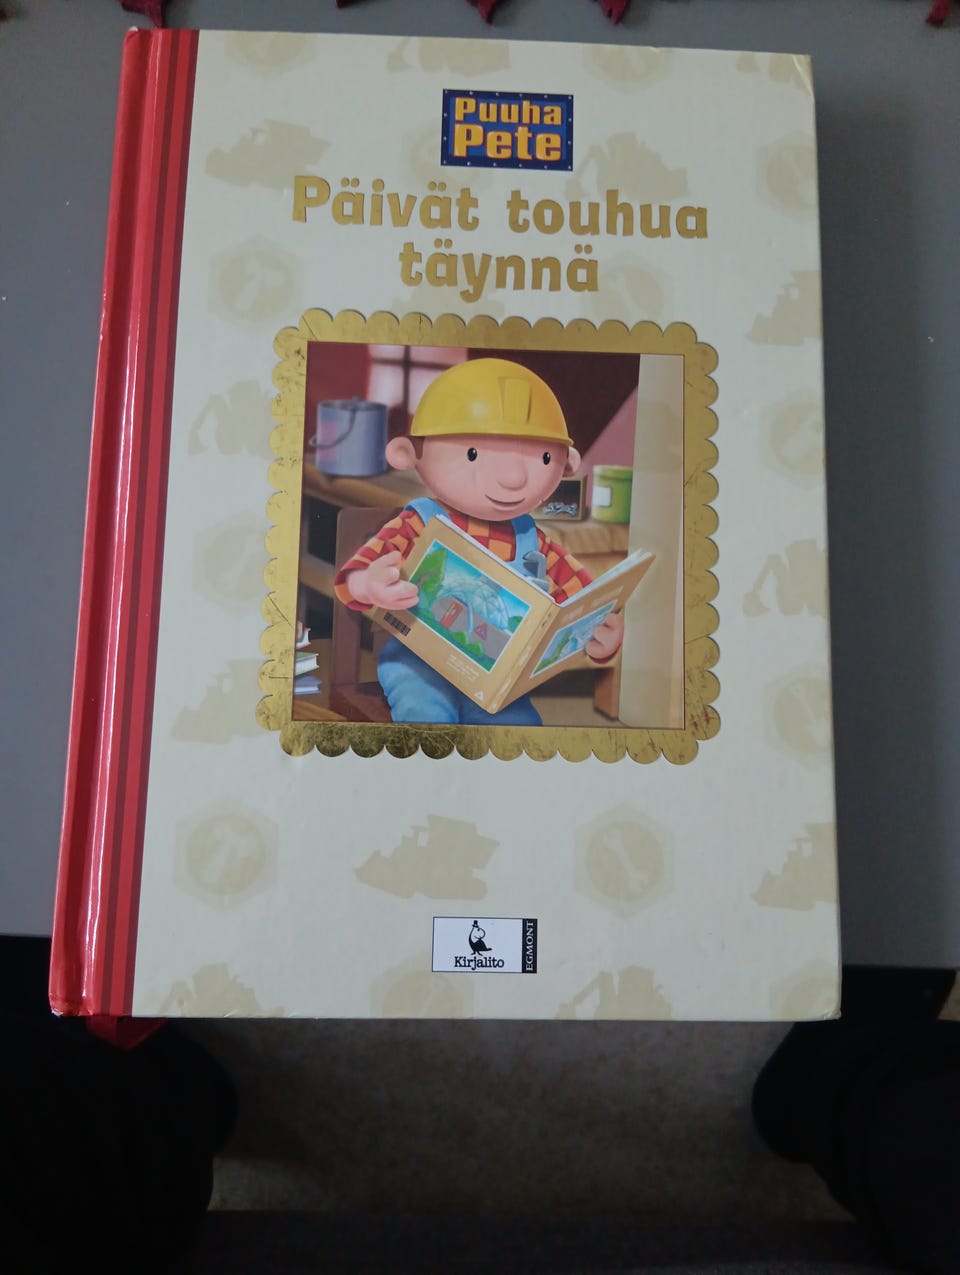 Puuha
Pete
Päivät touhua
täynnä
Kirjalito
EGMONT